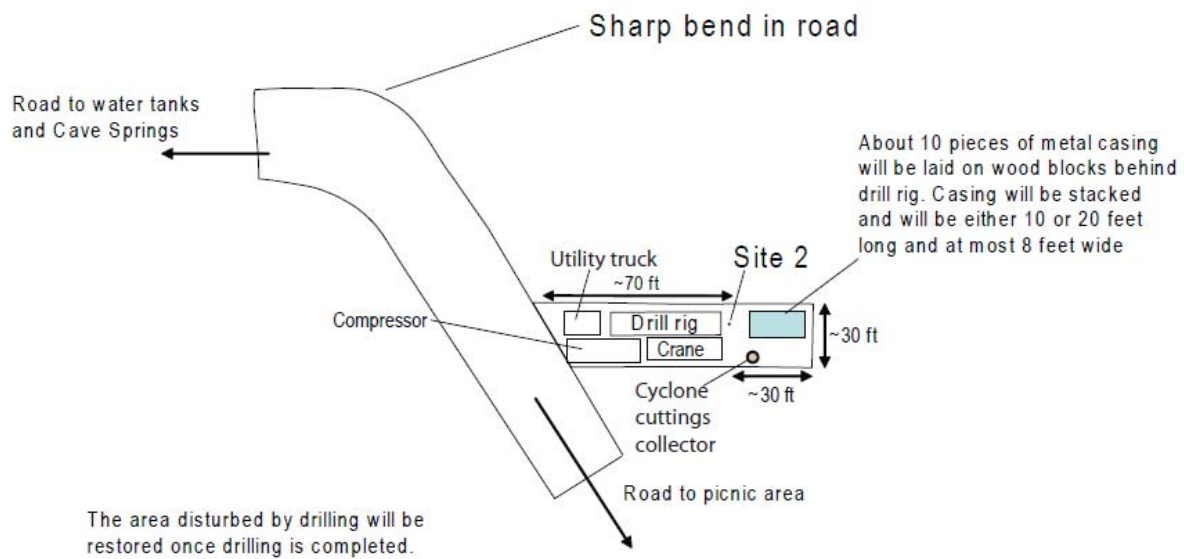 Sharp bend in road
Road to water tanks
and Cave Springs
About 10 pieces of metal casing
will be laid on wood blocks behind
drill rig. Casing will be stacked
and will be either 10 or 20 feet
long and at most 8 feet wide
Utility truck
Site 2
~70 ft
Compressor
Drill rig
Crane
~30 ft
Cyclone
cuttings
collector
~30 ft
Road to picnic area
The area disturbed by drilling will be
restored once drilling is completed.